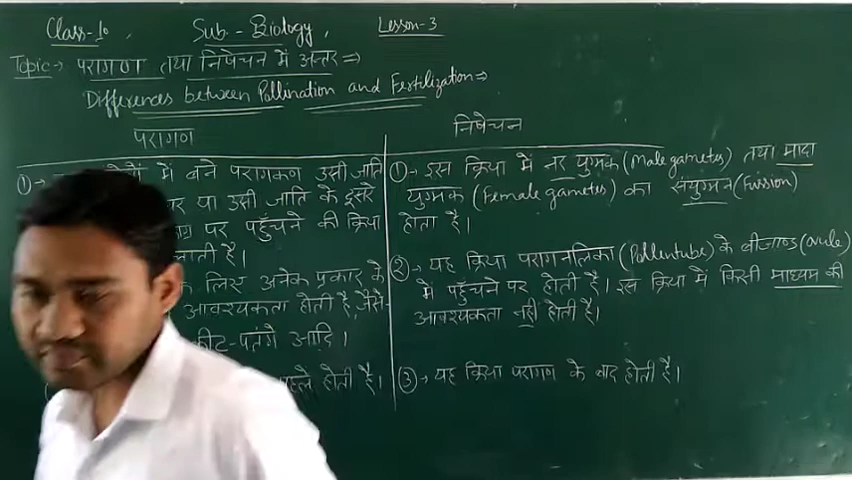 Class-10, Sub-Biology, Lesson-3
Topic→ परागण तथा निषेचन में अन्तर⇒
Differences between Pollination and Fertilization⇒
परागण
①→ में बने परागकण उसी जाति
या उसी जाति के दूसरे
पर पहुँचने की क्रिया
है।
लिए अनेक प्रकार के
आवश्यकता होती है, जैसे-
कीट-पतंगे आदि।
पहले होती है।
निषेचन
①→ इस क्रिया में नर युग्मक (Male gametes) तथा मादा
युग्मक (Female gametes) का संयुग्मन (Fussion)
होता है।
②→ यह क्रिया परागनलिका (Pollentube) के बीजाण्ड (ovule)
में पहुँचने पर होती है। इस क्रिया में किसी माध्यम की
आवश्यकता नही होती है।
③→ यह क्रिया परागण के बाद होती है।